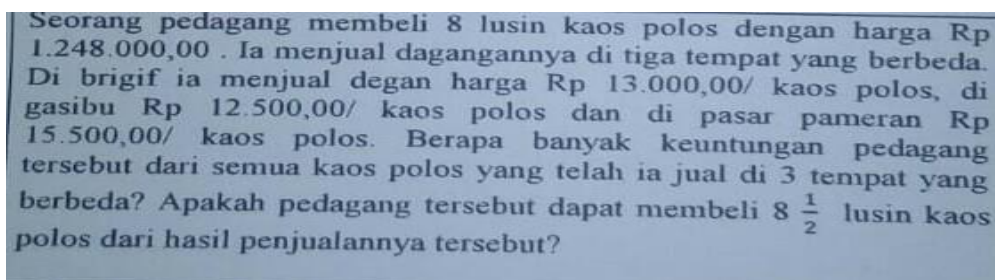 Seorang pedagang membeli 8 lusin kaos polos dengan harga Rp
1.248.000,00 . Ia menjual dagangannya di tiga tempat yang berbeda.
Di brigif ia menjual degan harga Rp 13.000,00/ kaos polos, di
gasibu Rp 12.500,00/ kaos polos dan di pasar pameran Rp
15.500,00/ kaos polos. Berapa banyak keuntungan pedagang
tersebut dari semua kaos polos yang telah ia jual di 3 tempat yang
berbeda? Apakah pedagang tersebut dapat membeli 8 1/2 lusin kaos
polos dari hasil penjualannya tersebut?